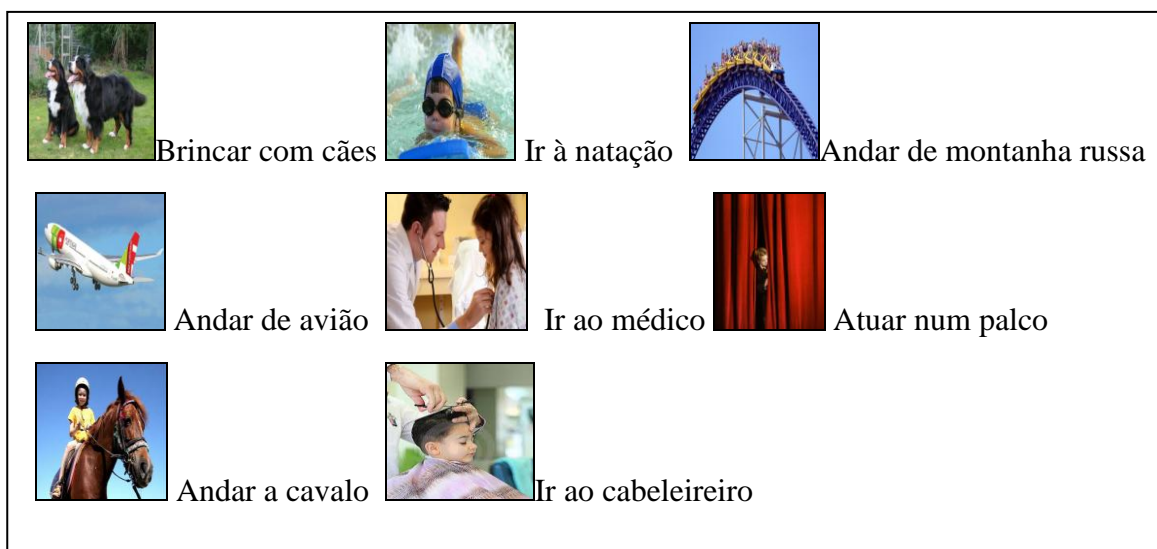 Brincar com cães Ir à natação Andar de montanha russa
Andar de avião Ir ao médico Atuar num palco
Andar a cavalo Ir ao cabeleireiro